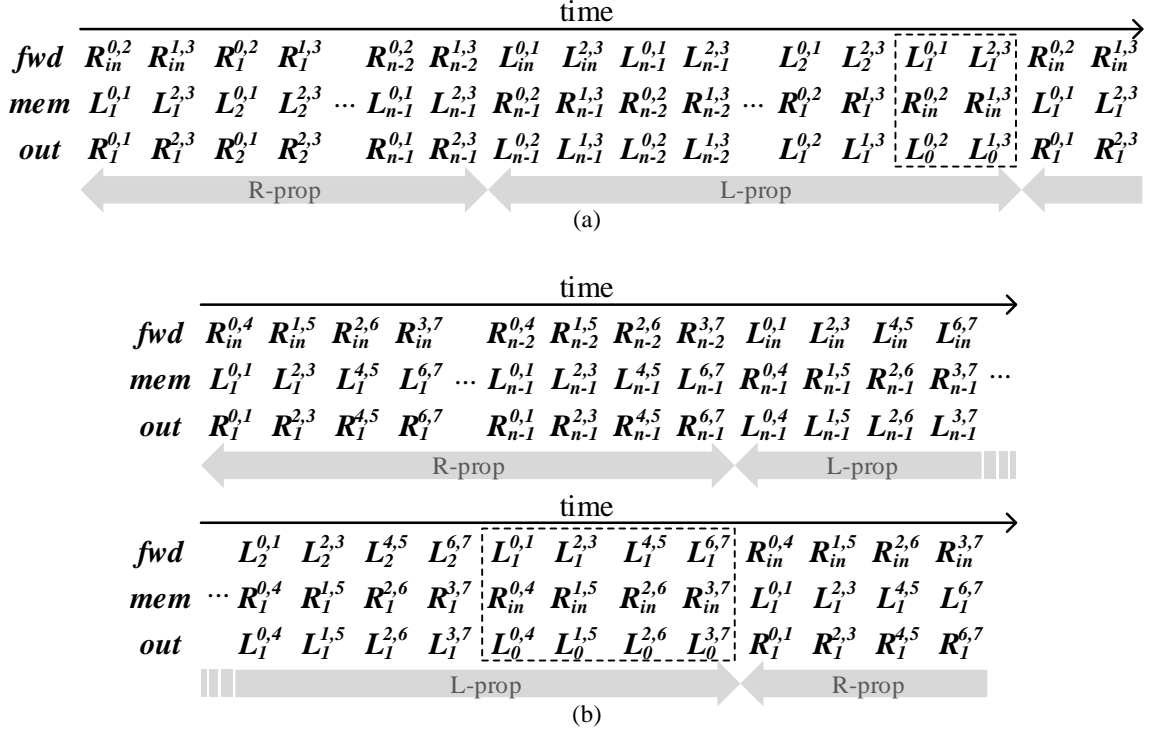 time
fwd R_in^{0,2} R_in^{1,3} R_1^{0,2} R_1^{1,3} R_{n-2}^{0,2} R_{n-2}^{1,3} L_in^{0,1} L_in^{2,3} L_{n-1}^{0,1} L_{n-1}^{2,3} L_2^{0,1} L_2^{2,3} L_1^{0,1} L_1^{2,3} R_in^{0,2} R_in^{1,3}
mem L_1^{0,1} L_1^{2,3} L_2^{0,1} L_2^{2,3} ... L_{n-1}^{0,1} L_{n-1}^{2,3} R_{n-1}^{0,2} R_{n-1}^{1,3} R_{n-2}^{0,2} R_{n-2}^{1,3} ... R_1^{0,2} R_1^{1,3} R_in^{0,2} R_in^{1,3} L_1^{0,1} L_1^{2,3}
out R_1^{0,1} R_1^{2,3} R_2^{0,1} R_2^{2,3} R_{n-1}^{0,1} R_{n-1}^{2,3} L_{n-1}^{0,2} L_{n-1}^{1,3} L_{n-2}^{0,2} L_{n-2}^{1,3} L_1^{0,2} L_1^{1,3} L_0^{0,2} L_0^{1,3} R_1^{0,1} R_1^{2,3}
R-prop L-prop
(a)
time
fwd R_in^{0,4} R_in^{1,5} R_in^{2,6} R_in^{3,7} R_{n-2}^{0,4} R_{n-2}^{1,5} R_{n-2}^{2,6} R_{n-2}^{3,7} L_in^{0,1} L_in^{2,3} L_in^{4,5} L_in^{6,7}
mem L_1^{0,1} L_1^{2,3} L_1^{4,5} L_1^{6,7} ... L_{n-1}^{0,1} L_{n-1}^{2,3} L_{n-1}^{4,5} L_{n-1}^{6,7} R_{n-1}^{0,4} R_{n-1}^{1,5} R_{n-1}^{2,6} R_{n-1}^{3,7} ...
out R_1^{0,1} R_1^{2,3} R_1^{4,5} R_1^{6,7} R_{n-1}^{0,1} R_{n-1}^{2,3} R_{n-1}^{4,5} R_{n-1}^{6,7} L_{n-1}^{0,4} L_{n-1}^{1,5} L_{n-1}^{2,6} L_{n-1}^{3,7}
R-prop L-prop
time
fwd L_2^{0,1} L_2^{2,3} L_2^{4,5} L_2^{6,7} L_1^{0,1} L_1^{2,3} L_1^{4,5} L_1^{6,7} R_in^{0,4} R_in^{1,5} R_in^{2,6} R_in^{3,7}
mem ... R_1^{0,4} R_1^{1,5} R_1^{2,6} R_1^{3,7} R_in^{0,4} R_in^{1,5} R_in^{2,6} R_in^{3,7} L_1^{0,1} L_1^{2,3} L_1^{4,5} L_1^{6,7}
out L_1^{0,4} L_1^{1,5} L_1^{2,6} L_1^{3,7} L_0^{0,4} L_0^{1,5} L_0^{2,6} L_0^{3,7} R_1^{0,1} R_1^{2,3} R_1^{4,5} R_1^{6,7}
L-prop R-prop
(b)